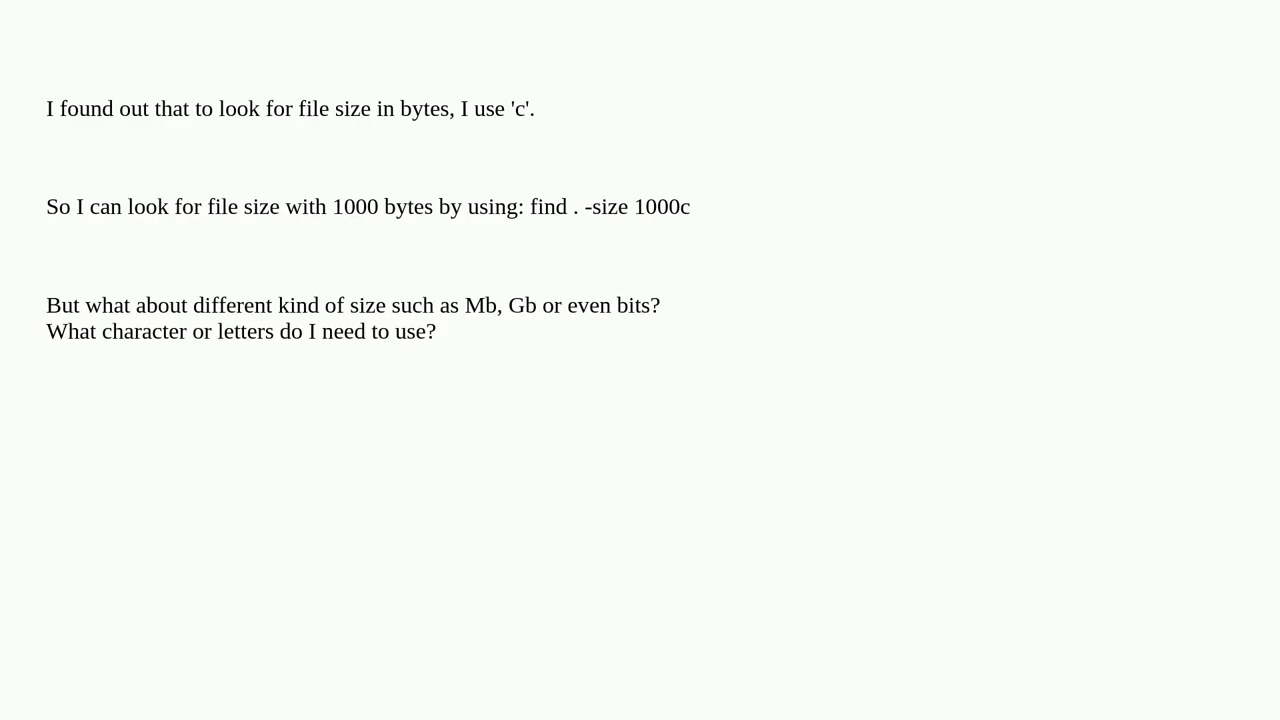 I found out that to look for file size in bytes, I use 'c'.
So I can look for file size with 1000 bytes by using: find . -size 1000c
But what about different kind of size such as Mb, Gb or even bits?
What character or letters do I need to use?